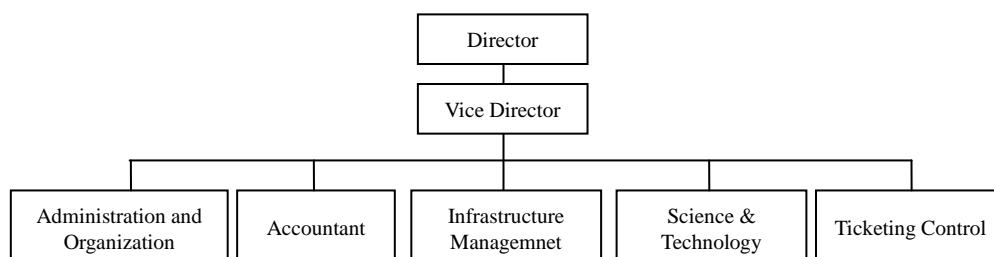 Director
Vice Director
Administration and
Organization
Accountant
Infrastructure
Managemnet
Science &
Technology
Ticketing Control